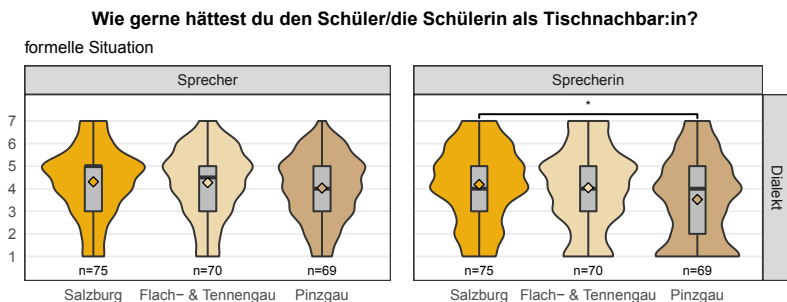 Wie gerne hättest du den Schüler/die Schülerin als Tischnachbar:in?
formelle Situation
Sprecher
Sprecherin
Dialekt
7
6
5
4
3
2
1
*
n=75
n=70
n=69
n=75
n=70
n=69
Salzburg
Flach− & Tennengau
Pinzgau
Salzburg
Flach− & Tennengau
Pinzgau